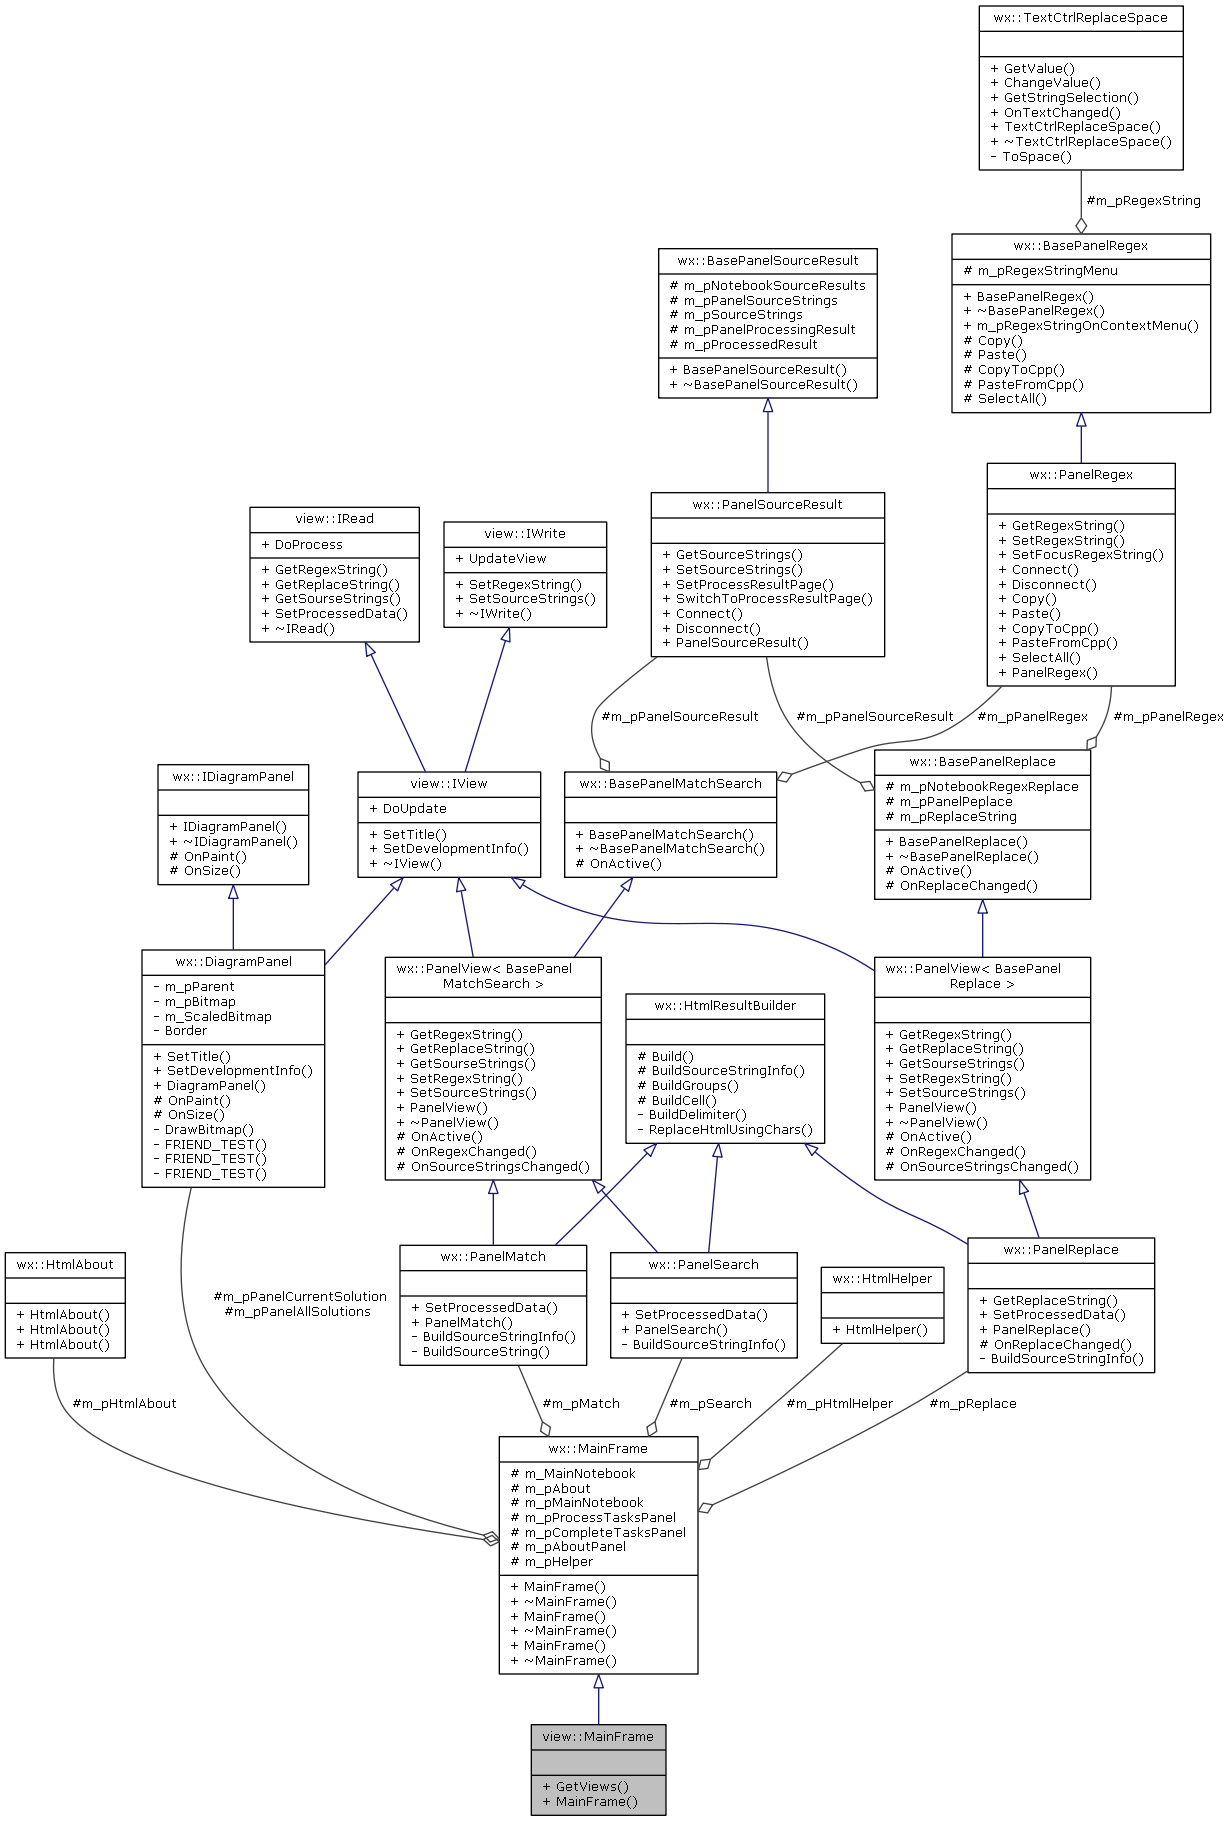 wx::TextCtrlReplaceSpace
+ GetValue()
+ ChangeValue()
+ GetStringSelection()
+ OnTextChanged()
+ TextCtrlReplaceSpace()
+ ~TextCtrlReplaceSpace()
- ToSpace()
#m_pRegexString
wx::BasePanelRegex
# m_pRegexStringMenu
+ BasePanelRegex()
+ ~BasePanelRegex()
+ m_pRegexStringOnContextMenu()
# Copy()
# Paste()
# CopyToCpp()
# PasteFromCpp()
# SelectAll()
wx::BasePanelSourceResult
# m_pNotebookSourceResults
# m_pPanelSourceStrings
# m_pSourceStrings
# m_pPanelProcessingResult
# m_pProcessedResult
+ BasePanelSourceResult()
+ ~BasePanelSourceResult()
wx::PanelRegex
+ GetRegexString()
+ SetRegexString()
+ SetFocusRegexString()
+ Connect()
+ Disconnect()
+ Copy()
+ Paste()
+ CopyToCpp()
+ PasteFromCpp()
+ SelectAll()
+ PanelRegex()
wx::PanelSourceResult
+ GetSourceStrings()
+ SetSourceStrings()
+ SetProcessResultPage()
+ SwitchToProcessResultPage()
+ Connect()
+ Disconnect()
+ PanelSourceResult()
view::IRead
+ DoProcess
+ GetRegexString()
+ GetReplaceString()
+ GetSourseStrings()
+ SetProcessedData()
+ ~IRead()
view::IWrite
+ UpdateView
+ SetRegexString()
+ SetSourceStrings()
+ ~IWrite()
#m_pPanelSourceResult
#m_pPanelSourceResult
#m_pPanelRegex
#m_pPanelRegex
wx::IDiagramPanel
+ IDiagramPanel()
+ ~IDiagramPanel()
# OnPaint()
# OnSize()
view::IView
+ DoUpdate
+ SetTitle()
+ SetDevelopmentInfo()
+ ~IView()
wx::BasePanelMatchSearch
+ BasePanelMatchSearch()
+ ~BasePanelMatchSearch()
# OnActive()
wx::BasePanelReplace
# m_pNotebookRegexReplace
# m_pPanelPeplace
# m_pReplaceString
+ BasePanelReplace()
+ ~BasePanelReplace()
# OnActive()
# OnReplaceChanged()
wx::DiagramPanel
- m_pParent
- m_pBitmap
- m_ScaledBitmap
- Border
+ SetTitle()
+ SetDevelopmentInfo()
+ DiagramPanel()
# OnPaint()
# OnSize()
- DrawBitmap()
- FRIEND_TEST()
- FRIEND_TEST()
- FRIEND_TEST()
wx::PanelView< BasePanel
MatchSearch >
+ GetRegexString()
+ GetReplaceString()
+ GetSourseStrings()
+ SetRegexString()
+ SetSourceStrings()
+ PanelView()
+ ~PanelView()
# OnActive()
# OnRegexChanged()
# OnSourceStringsChanged()
wx::HtmlResultBuilder
# Build()
# BuildSourceStringInfo()
# BuildGroups()
# BuildCell()
- BuildDelimiter()
- ReplaceHtmlUsingChars()
wx::PanelView< BasePanel
Replace >
+ GetRegexString()
+ GetReplaceString()
+ GetSourseStrings()
+ SetRegexString()
+ SetSourceStrings()
+ PanelView()
+ ~PanelView()
# OnActive()
# OnRegexChanged()
# OnSourceStringsChanged()
wx::HtmlAbout
+ HtmlAbout()
+ HtmlAbout()
+ HtmlAbout()
#m_pPanelCurrentSolution
#m_pPanelAllSolutions
wx::PanelMatch
+ SetProcessedData()
+ PanelMatch()
- BuildSourceStringInfo()
- BuildSourceString()
wx::PanelSearch
+ SetProcessedData()
+ PanelSearch()
- BuildSourceStringInfo()
wx::HtmlHelper
+ HtmlHelper()
wx::PanelReplace
+ GetReplaceString()
+ SetProcessedData()
+ PanelReplace()
# OnReplaceChanged()
- BuildSourceStringInfo()
#m_pHtmlAbout
#m_pMatch
#m_pSearch
#m_pHtmlHelper
#m_pReplace
wx::MainFrame
# m_MainNotebook
# m_pAbout
# m_pMainNotebook
# m_pProcessTasksPanel
# m_pCompleteTasksPanel
# m_pAboutPanel
# m_pHelper
+ MainFrame()
+ ~MainFrame()
+ MainFrame()
+ ~MainFrame()
+ MainFrame()
+ ~MainFrame()
view::MainFrame
+ GetViews()
+ MainFrame()